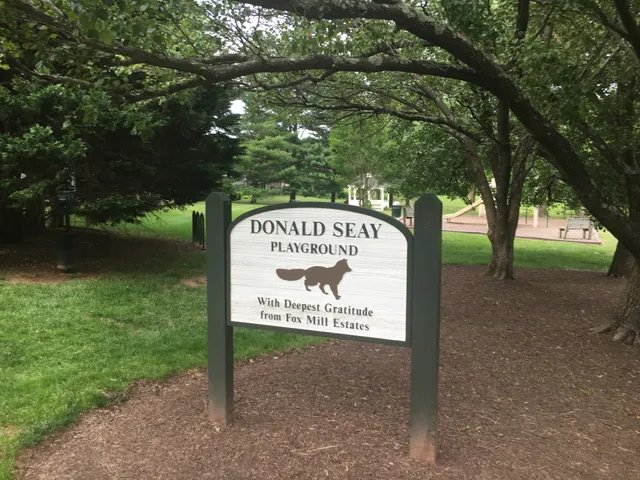 DONALD SEAY
PLAYGROUND
With Deepest Gratitude
from Fox Mill Estates